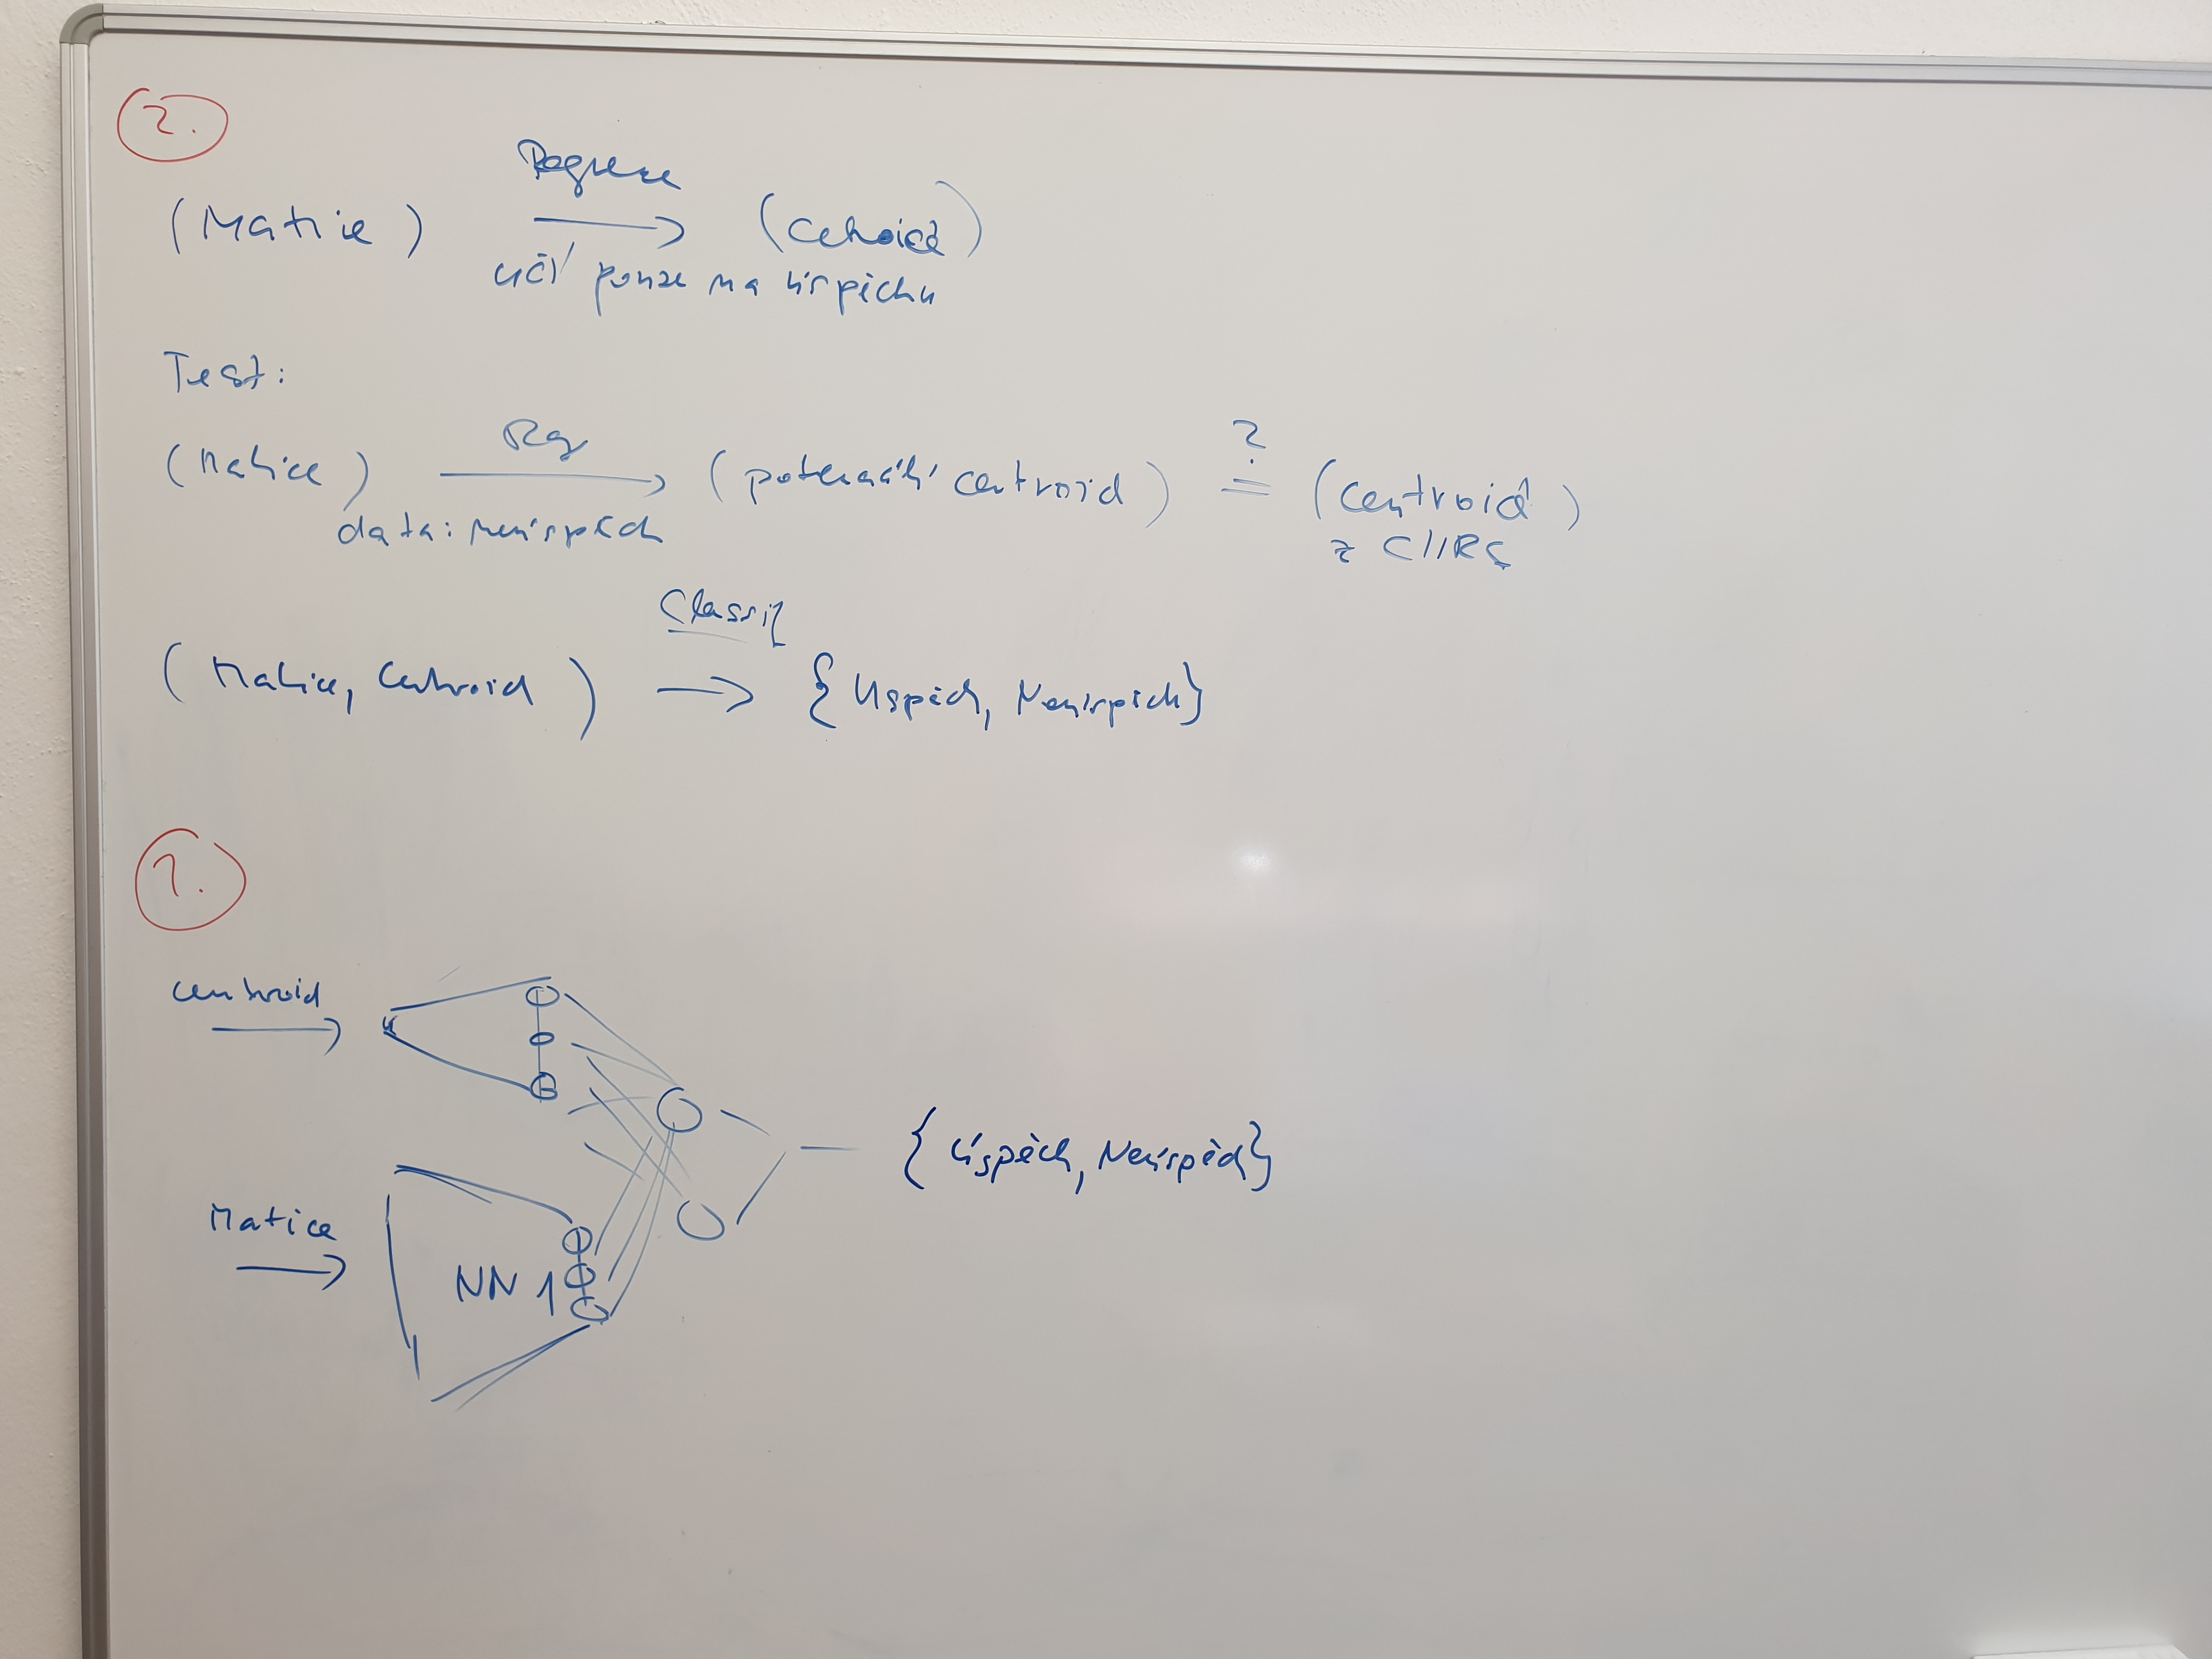 2.
Regrese
(Matice) → (Centroid)
učí pouze na úspěchu
Test:
Reg
(Matice) → (potenciální centroid) ?= (Centroid)
data: neúspěch
z CIIRC
Classif
(Matice, Centroid) → {Úspěch, Neúspěch}
1.
centroid
{úspěch, Neúspěch}
Matice
NN 1